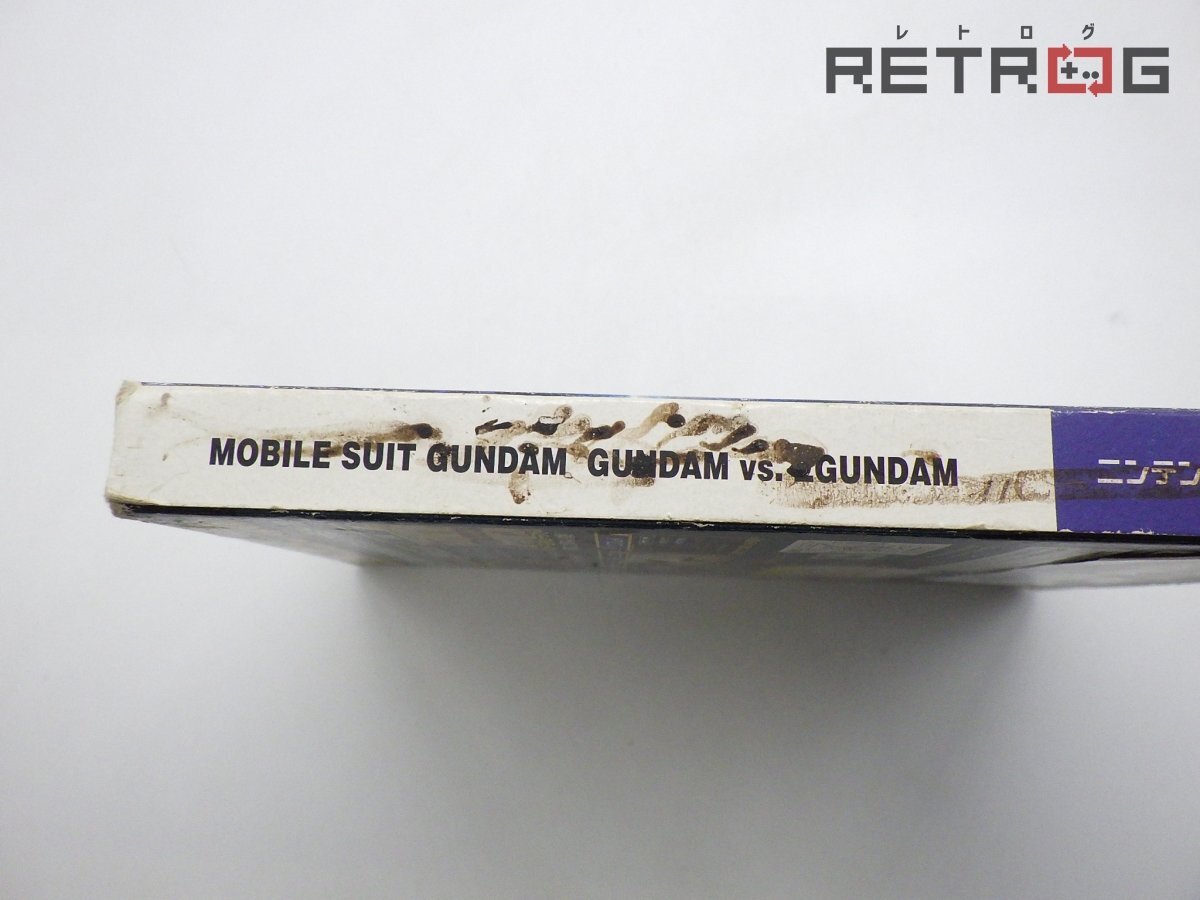 レトログ
RETROG
MOBILE SUIT GUNDAM GUNDAM vs. ZGUNDAM
ニンテン